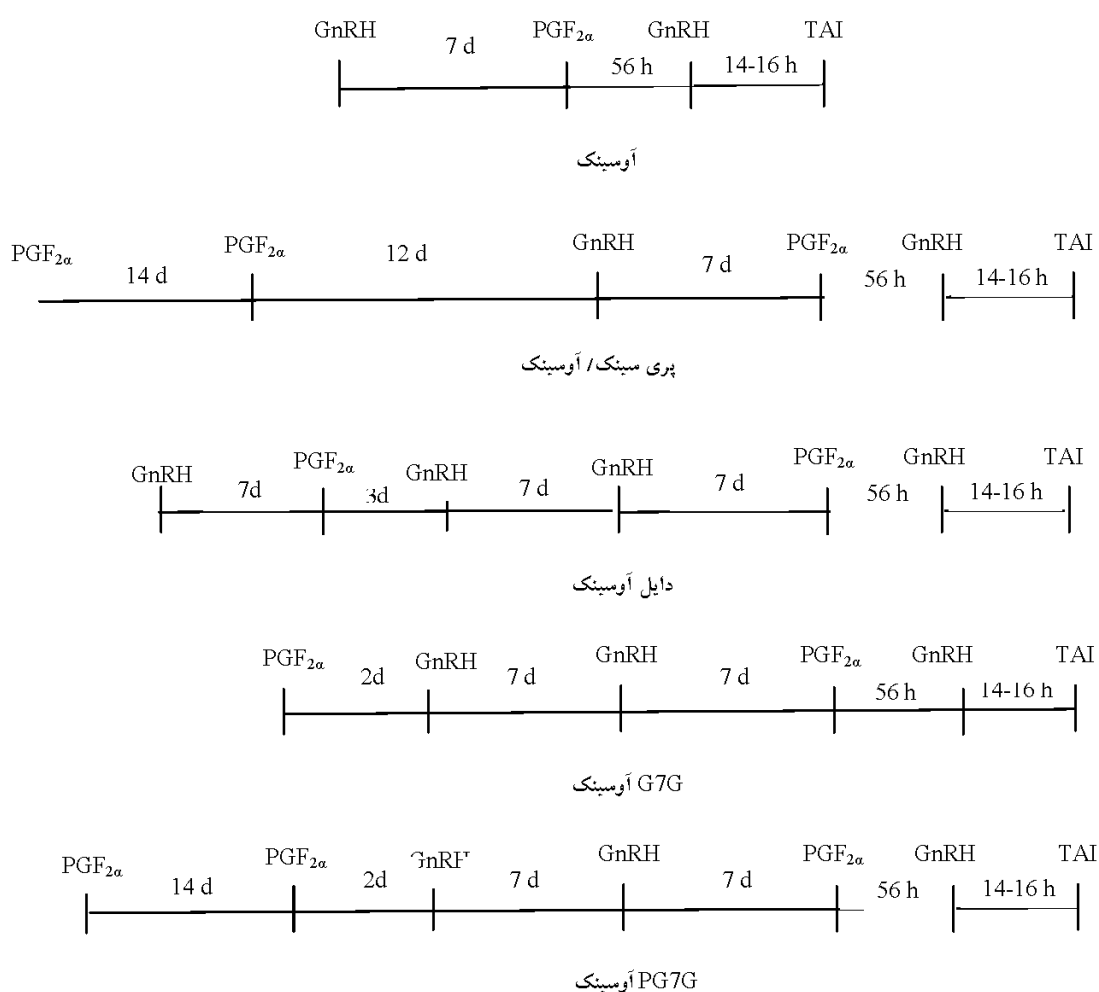 GnRH 7 d PGF2α 56 h GnRH 14-16 h TAI
آوسینک
PGF2α 14 d PGF2α 12 d GnRH 7 d PGF2α 56 h GnRH 14-16 h TAI
پری سینک/ آوسینک
GnRH 7d PGF2α 3d GnRH 7 d GnRH 7 d PGF2α 56 h GnRH 14-16 h TAI
دایل آوسینک
PGF2α 2d GnRH 7 d GnRH 7 d PGF2α 56 h GnRH 14-16 h TAI
G7G آوسینک
PGF2α 14 d PGF2α 2d GnRH 7 d GnRH 7 d PGF2α 56 h GnRH 14-16 h TAI
PG7G آوسینک